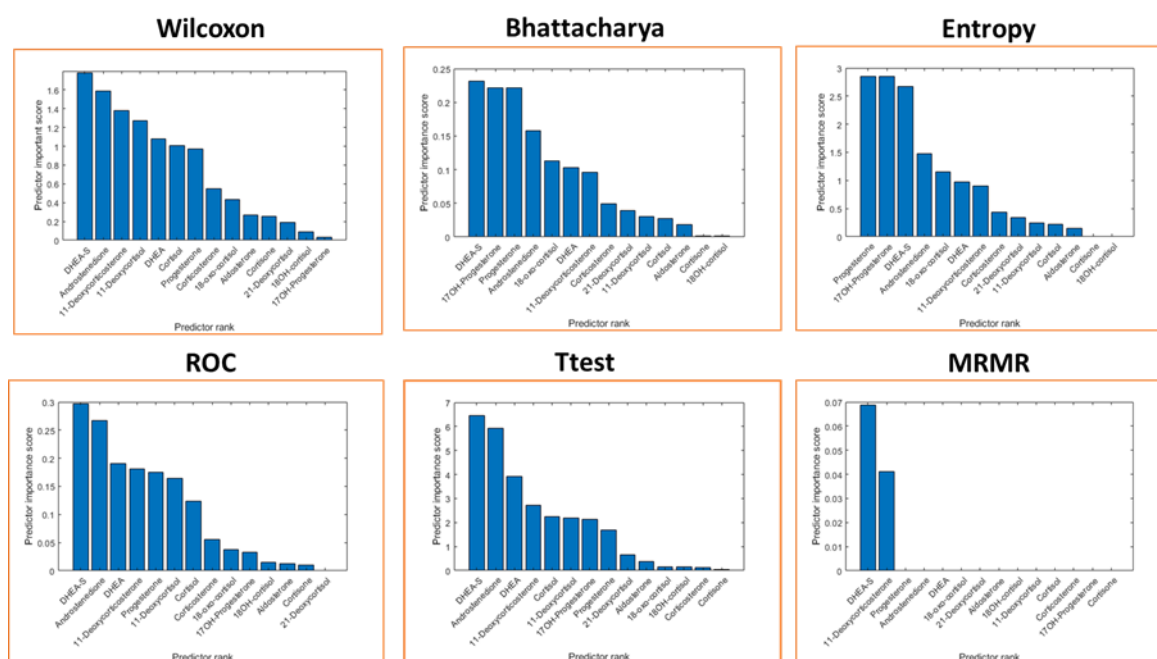 Wilcoxon
Predictor important score
1.6
1.4
1.2
1
0.8
0.6
0.4
0.2
0
DHEA-S
Androslenedione
11-Deoxycorticosterone
11-Deoxycortisol
DHEA
Cortisol
Progesterone
Corticosterone
18-oxo-cortisol
Aldosterone
Cortisone
21-Deoxycortisol
18OH-cortisol
17OH-Progesterone
Predictor rank
Bhattacharya
Predictor importance score
0.25
0.2
0.15
0.1
0.05
0
DHEA-S
17OH-Progesterone
Progesterone
Androslenedione
18-oxo-cortisol
DHEA
11-Deoxycorticosterone
Corticosterone
21-Deoxycortisol
11-Deoxycortisol
Cortisol
Aldosterone
Cortisone
18OH-cortisol
Predictor rank
Entropy
Predictor importance score
3
2.5
2
1.5
1
0.5
0
Progesterone
17OH-Progesterone
DHEA-S
Androslenedione
18-oxo-cortisol
DHEA
11-Deoxycorticosterone
Corticosterone
21-Deoxycortisol
11-Deoxycortisol
Cortisol
Aldosterone
Cortisone
18OH-cortisol
Predictor rank
ROC
Predictor importance score
0.3
0.25
0.2
0.15
0.1
0.05
0
DHEA-S
Androslenedione
DHEA
11-Deoxycorticosterone
Progesterone
11-Deoxycortisol
Cortisol
Corticosterone
18-oxo-cortisol
17OH-Progesterone
18OH-cortisol
Aldosterone
Cortisone
21-Deoxycortisol
Predictor rank
Ttest
Predictor importance score
7
6
5
4
3
2
1
0
DHEA-S
Androslenedione
DHEA
11-Deoxycorticosterone
Cortisol
11-Deoxycortisol
17OH-Progesterone
Progesterone
21-Deoxycortisol
Aldosterone
18-oxo-cortisol
18OH-cortisol
Corticosterone
Cortisone
Predictor rank
MRMR
Predictor importance score
0.07
0.06
0.05
0.04
0.03
0.02
0.01
0
DHEA-S
11-Deoxycorticosterone
Progesterone
Androslenedione
DHEA
18-oxo-cortisol
21-Deoxycortisol
Aldosterone
18OH-cortisol
11-Deoxycortisol
Cortisol
Corticosterone
17OH-Progesterone
Cortisone
Predictor rank